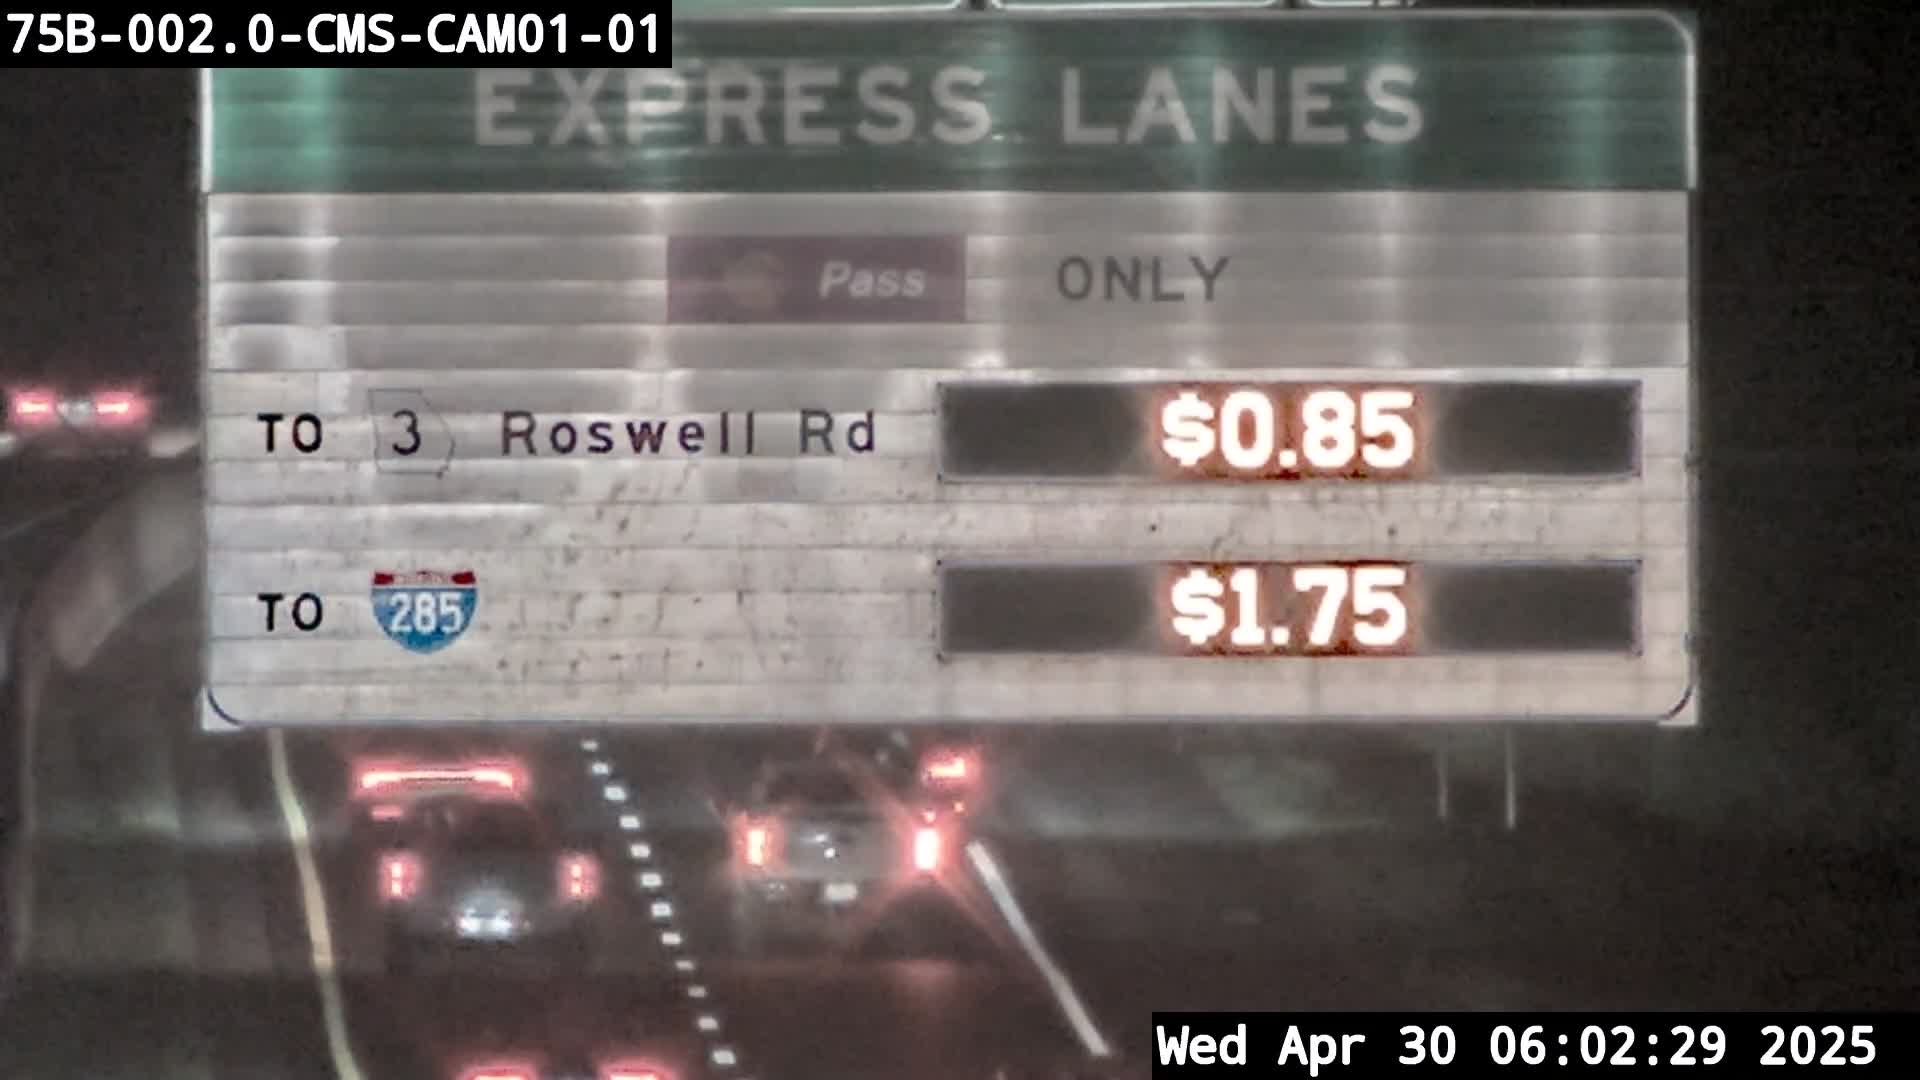 75B-002.0-CMS-CAM01-01
EXPRESS LANES
Pass ONLY
TO 3 Roswell Rd $0.85
TO 285 $1.75
Wed Apr 30 06:02:29 2025